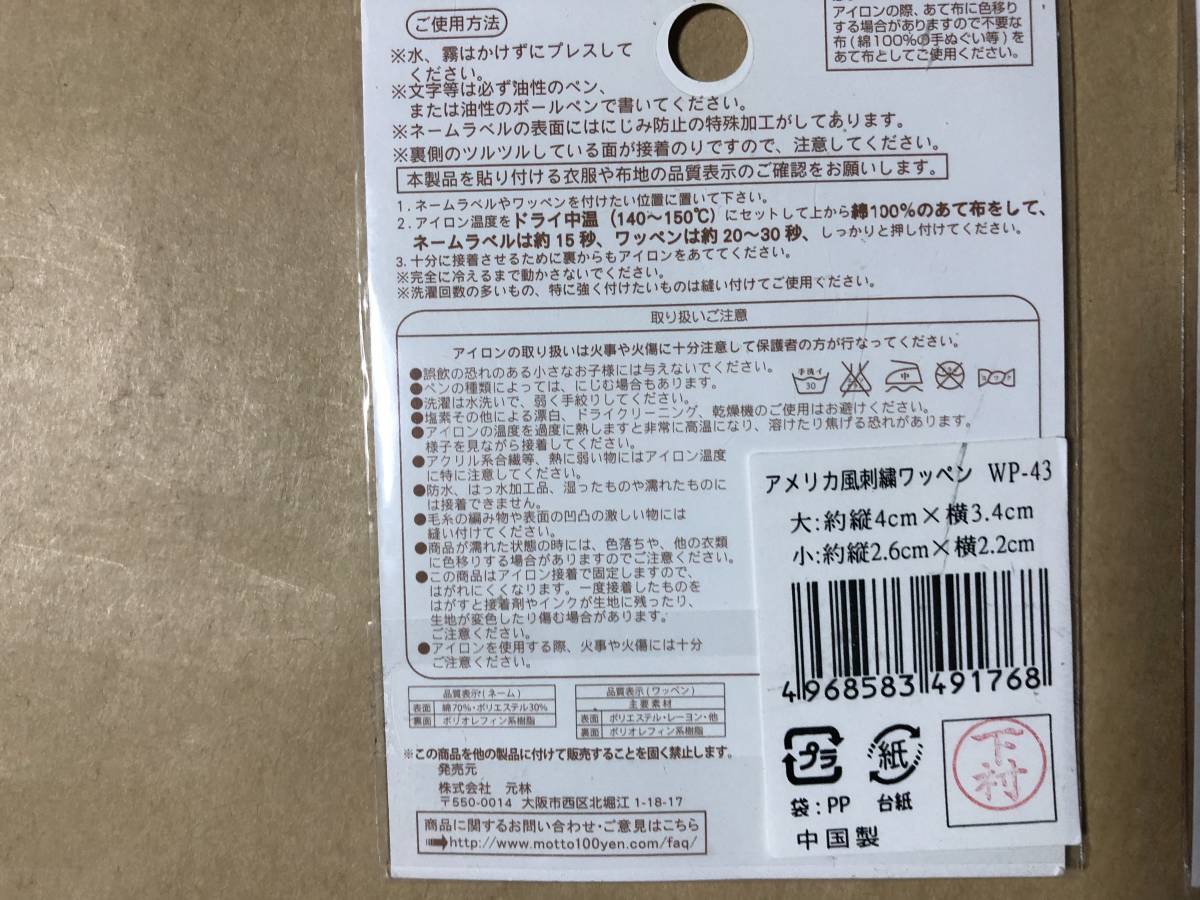 ご使用方法
※水、霧はかけずにプレスして
ください。
※文字等は必ず油性のペン、
または油性のボールペンで書いてください。
※ネームラベルの表面にはにじみ防止の特殊加工がしてあります。
※裏側のツルツルしている面が接着のりですので、注意してください。
アイロンの際、あて布に色移り
する場合がありますので不要な
布(綿100%の手ぬぐい等)を
あて布としてご使用ください。
本製品を貼り付ける衣服や布地の品質表示のご確認をお願いします。
1.ネームラベルやワッペンを付けたい位置に置いて下さい。
2.アイロン温度をドライ中温(140〜150℃)にセットして上から綿100%のあて布をして、
ネームラベルは約15秒、ワッペンは約20〜30秒、しっかりと押し付けてください。
3.十分に接着させるために裏からもアイロンをあててください。
※完全に冷えるまで動かさないでください。
※洗濯回数の多いもの、特に強く付けたいものは縫い付けてご使用ください。
取り扱いご注意
アイロンの取り扱いは火事や火傷に十分注意して保護者の方が行なってください。
●誤飲の恐れのある小さなお子様には与えないでください。
●ペンの種類によっては、にじむ場合もあります。
●洗濯は水洗いで、弱く手絞りしてください。
●塩素その他による漂白、ドライクリーニング、乾燥機のご使用はお避けください。
●アイロンの温度を過度に熱しますと非常に高温になり、溶けたり焦げる恐れがあります。
様子を見ながら接着してください。
●アクリル系合繊等、熱に弱い物にはアイロン温度
に特に注意してください。
●防水、はっ水加工品、湿ったものや濡れたものに
は接着できません。
●毛糸の編み物や表面の凹凸の激しい物には
縫い付けてください。
●商品が濡れた状態の時には、色落ちや、他の衣類
に色移りする場合がありますのでご注意ください。
●この商品はアイロン接着で固定しますので、
はがれにくくなります。一度接着したものを
はがすと接着剤やインクが生地に残ったり、
生地が変色したり傷む場合があります。
ご注意ください。
●アイロンを使用する際、火事や火傷には十分
ご注意ください。
手洗イ
30
中
品質表示(ネーム)
表面 綿70%・ポリエステル30%
裏面 ポリオレフィン系樹脂
品質表示(ワッペン)
主要素材
表面 ポリエステル・レーヨン・他
裏面 ポリオレフィン系樹脂
※この商品を他の製品に付けて販売することを固く禁止します。
発売元
株式会社 元林
〒550-0014 大阪市西区北堀江1-18-17
商品に関するお問い合わせ・ご意見はこちら
http://www.motto100yen.com/faq/
アメリカ風刺繍ワッペン WP-43
大:約縦4cm×横3.4cm
小:約縦2.6cm×横2.2cm
4 968583 491768
プラ
紙
袋:PP 台紙
中国製
下村